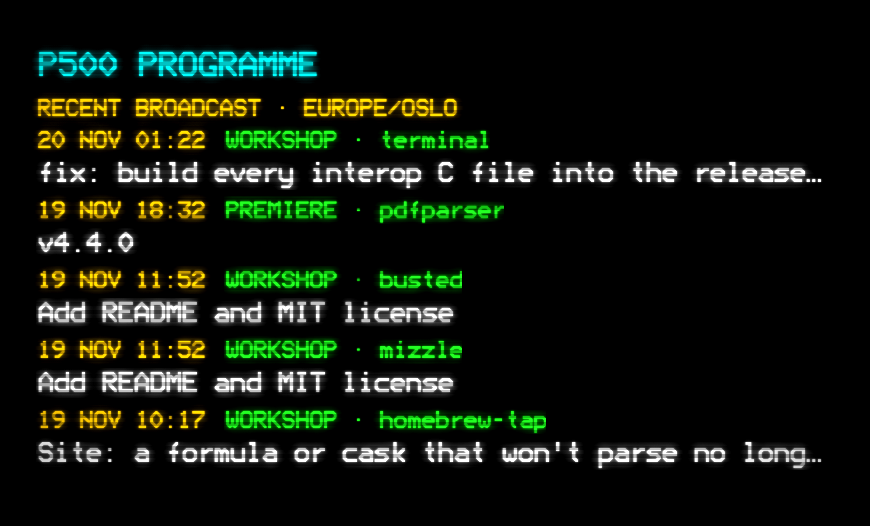 P500 PROGRAMME
RECENT BROADCAST · EUROPE/OSLO
20 NOV 01:22 WORKSHOP · terminal
fix: build every interop C file into the release…
19 NOV 18:32 PREMIERE · pdfparser
v4.4.0
19 NOV 11:52 WORKSHOP · busted
Add README and MIT license
19 NOV 11:52 WORKSHOP · mizzle
Add README and MIT license
19 NOV 10:17 WORKSHOP · homebrew-tap
Site: a formula or cask that won't parse no long…